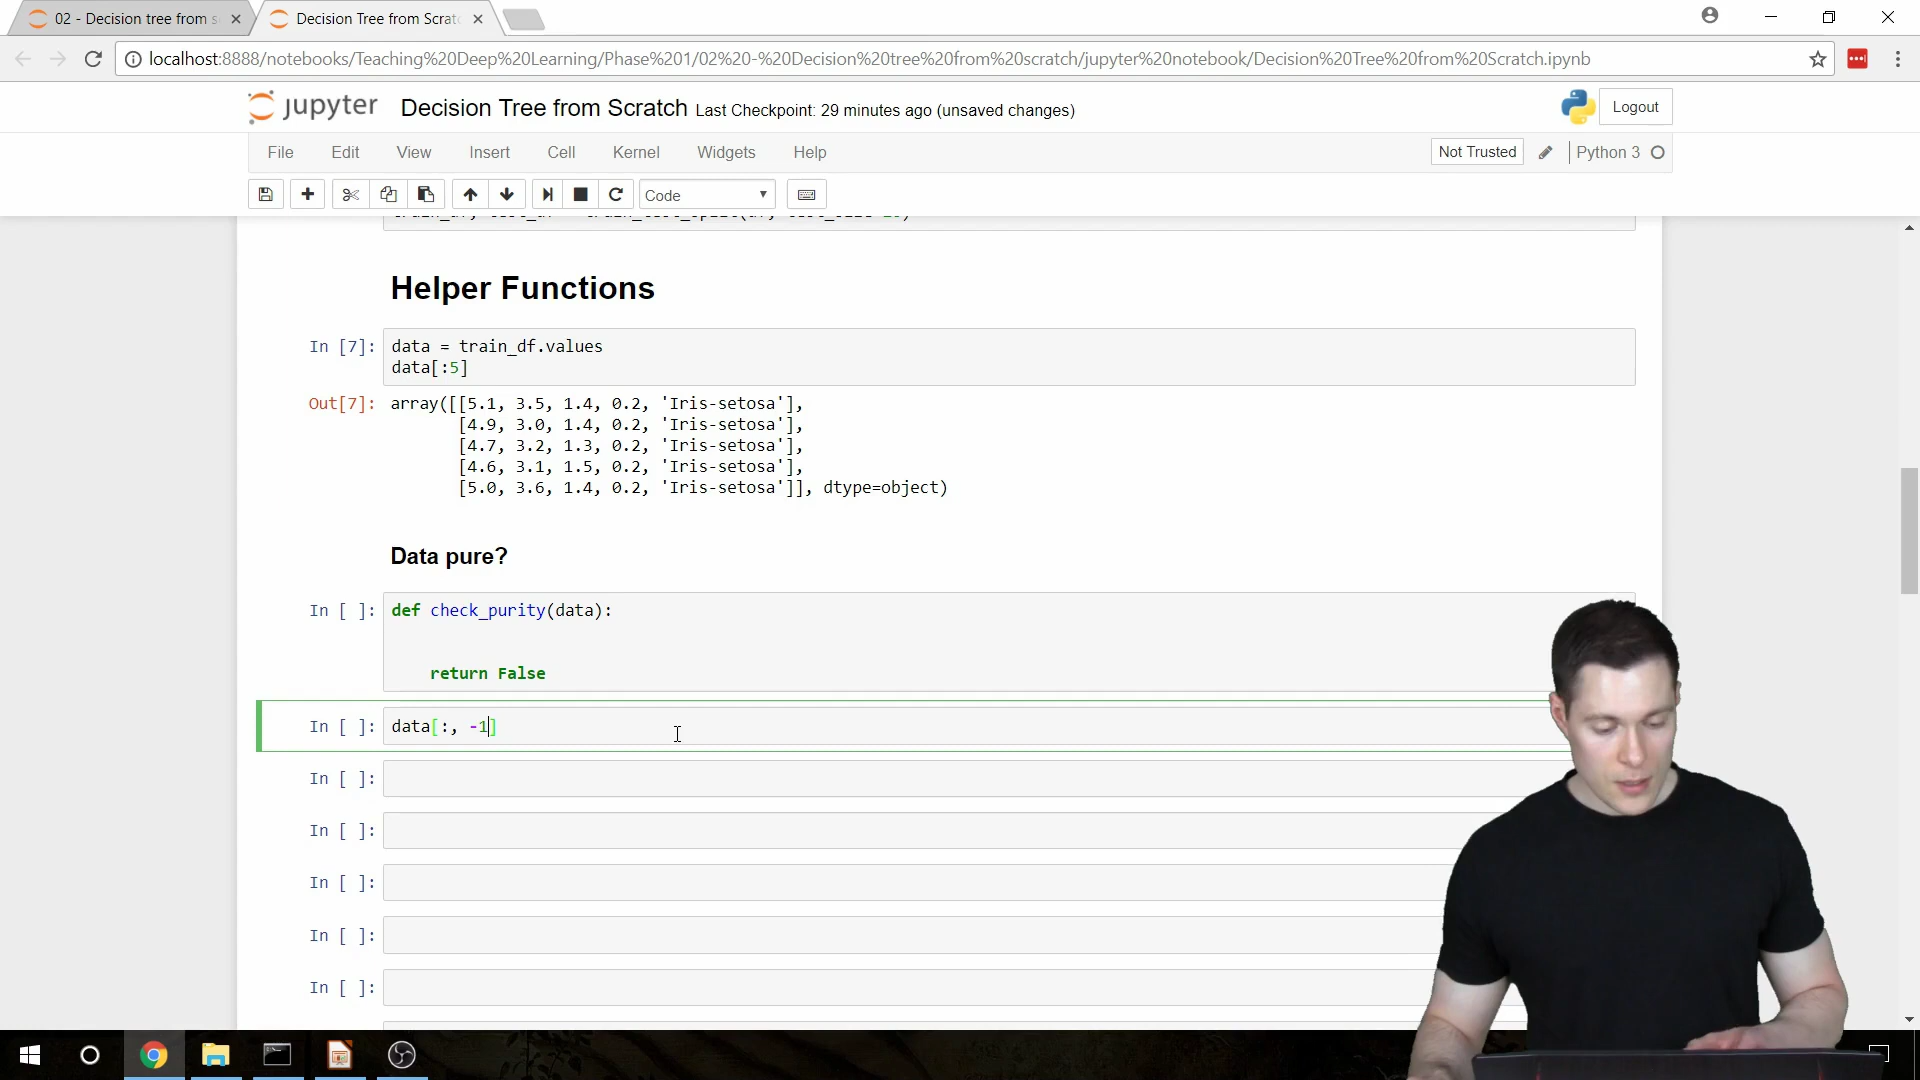 02 - Decision tree from s
Decision Tree from Scrat
localhost:8888/notebooks/Teaching%20Deep%20Learning/Phase%201/02%20-%20Decision%20tree%20from%20scratch/jupyter%20notebook/Decision%20Tree%20from%20Scratch.ipynb
jupyter Decision Tree from Scratch Last Checkpoint: 29 minutes ago (unsaved changes)
Logout
File Edit View Insert Cell Kernel Widgets Help
Not Trusted Python 3
Code
Helper Functions
In [7]: data = train_df.values
data[:5]
Out[7]: array([[5.1, 3.5, 1.4, 0.2, 'Iris-setosa'],
[4.9, 3.0, 1.4, 0.2, 'Iris-setosa'],
[4.7, 3.2, 1.3, 0.2, 'Iris-setosa'],
[4.6, 3.1, 1.5, 0.2, 'Iris-setosa'],
[5.0, 3.6, 1.4, 0.2, 'Iris-setosa']], dtype=object)
Data pure?
In [ ]: def check_purity(data):
return False
In [ ]: data[:, -1]
In [ ]:
In [ ]:
In [ ]:
In [ ]:
In [ ]: